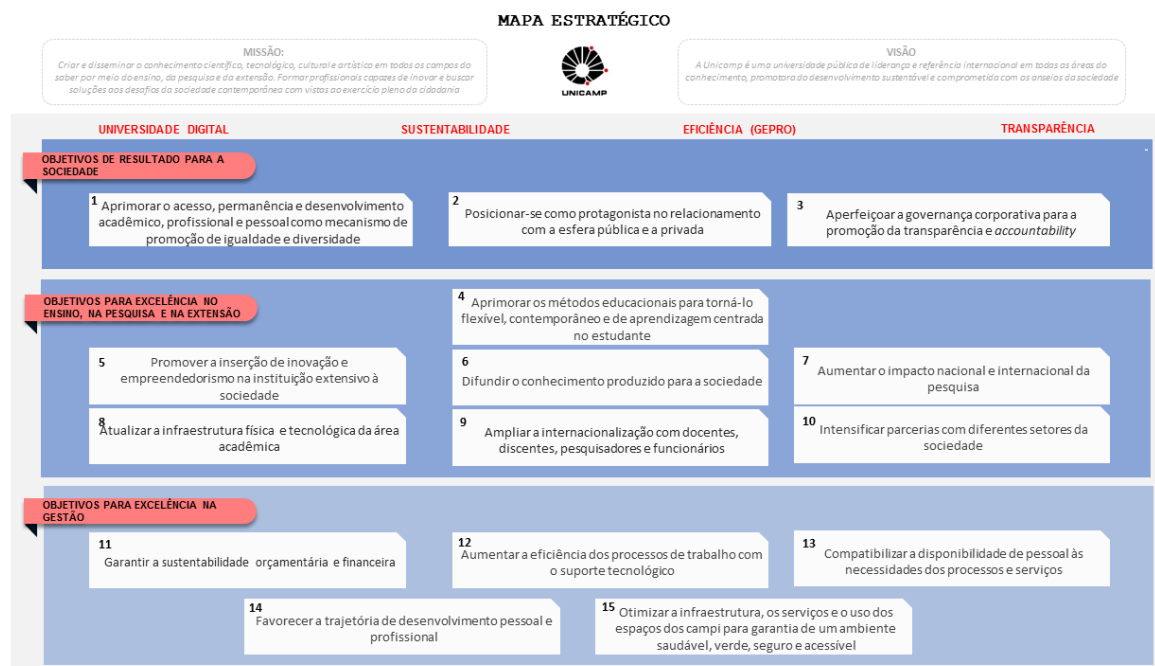 MAPA ESTRATÉGICO
MISSÃO:
Criar e disseminar o conhecimento científico, tecnológico, cultural e artístico em todos os campos do
saber por meio do ensino, da pesquisa e da extensão. Formar profissionais capazes de inovar e buscar
soluções aos desafios da sociedade contemporânea com vistas ao exercício pleno da cidadania
UNICAMP
VISÃO
A Unicamp é uma universidade pública de liderança e referência internacional em todas as áreas do
conhecimento, promotora do desenvolvimento sustentável e comprometida com os anseios da sociedade
UNIVERSIDADE DIGITAL
SUSTENTABILIDADE
EFICIÊNCIA (GEPRO)
TRANSPARÊNCIA
OBJETIVOS DE RESULTADO PARA A
SOCIEDADE
1 Aprimorar o acesso, permanência e desenvolvimento
acadêmico, profissional e pessoal como mecanismo de
promoção de igualdade e diversidade
2
Posicionar-se como protagonista no relacionamento
com a esfera pública e a privada
3
Aperfeiçoar a governança corporativa para a
promoção da transparência e accountability
OBJETIVOS PARA EXCELÊNCIA NO
ENSINO, NA PESQUISA E NA EXTENSÃO
4 Aprimorar os métodos educacionais para torná-lo
flexível, contemporâneo e de aprendizagem centrada
no estudante
5 Promover a inserção de inovação e
empreendedorismo na instituição extensivo à
sociedade
6
Difundir o conhecimento produzido para a sociedade
7
Aumentar o impacto nacional e internacional da
pesquisa
8
Atualizar a infraestrutura física e tecnológica da área
acadêmica
9
Ampliar a internacionalização com docentes,
discentes, pesquisadores e funcionários
10
Intensificar parcerias com diferentes setores da
sociedade
OBJETIVOS PARA EXCELÊNCIA NA
GESTÃO
11
Garantir a sustentabilidade orçamentária e financeira
12
Aumentar a eficiência dos processos de trabalho com
o suporte tecnológico
13
Compatibilizar a disponibilidade de pessoal às
necessidades dos processos e serviços
14
Favorecer a trajetória de desenvolvimento pessoal e
profissional
15 Otimizar a infraestrutura, os serviços e o uso dos
espaços dos campi para garantia de um ambiente
saudável, verde, seguro e acessível